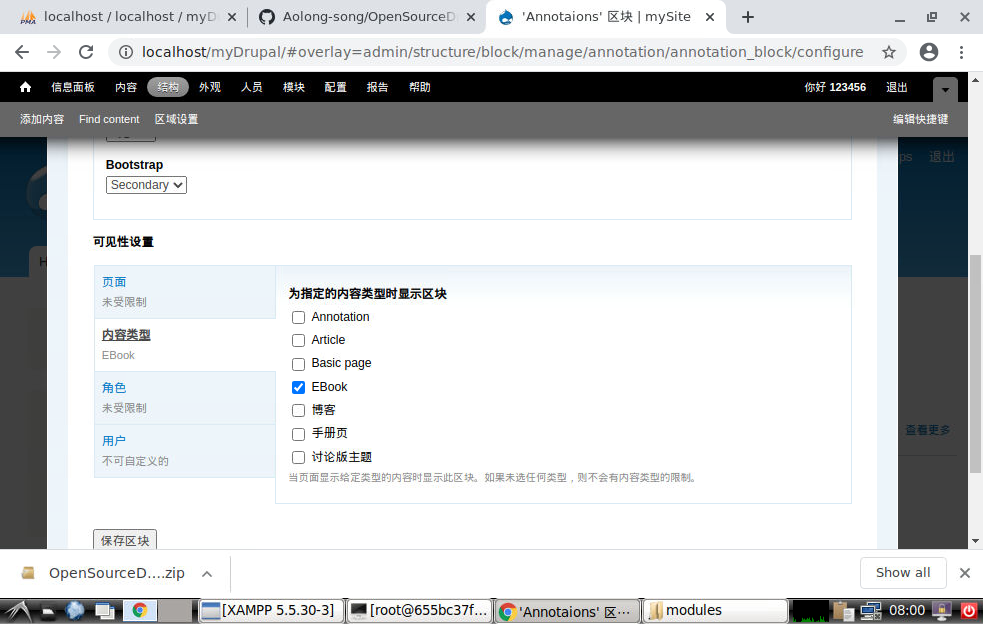 localhost / localhost / myD
Aolong-song/OpenSourceD
'Annotaions' 区块 | mySite
localhost/myDrupal/#overlay=admin/structure/block/manage/annotation/annotation_block/configure
信息面板 内容 结构 外观 人员 模块 配置 报告 帮助 你好 123456 退出
添加内容 Find content 区域设置 编辑快捷键
ps 退出
Bootstrap
Secondary
H
可见性设置
页面
未受限制
内容类型
EBook
角色
未受限制
用户
不可自定义的
为指定的内容类型时显示区块
Annotation
Article
Basic page
EBook
博客
手册页
讨论版主题
当页面显示给定类型的内容时显示此区块。如果未选任何类型，则不会有内容类型的限制。
查看更多
保存区块
OpenSourceD....zip
Show all
[XAMPP 5.5.30-3] [root@655bc37f... 'Annotaions' 区... modules 08:00